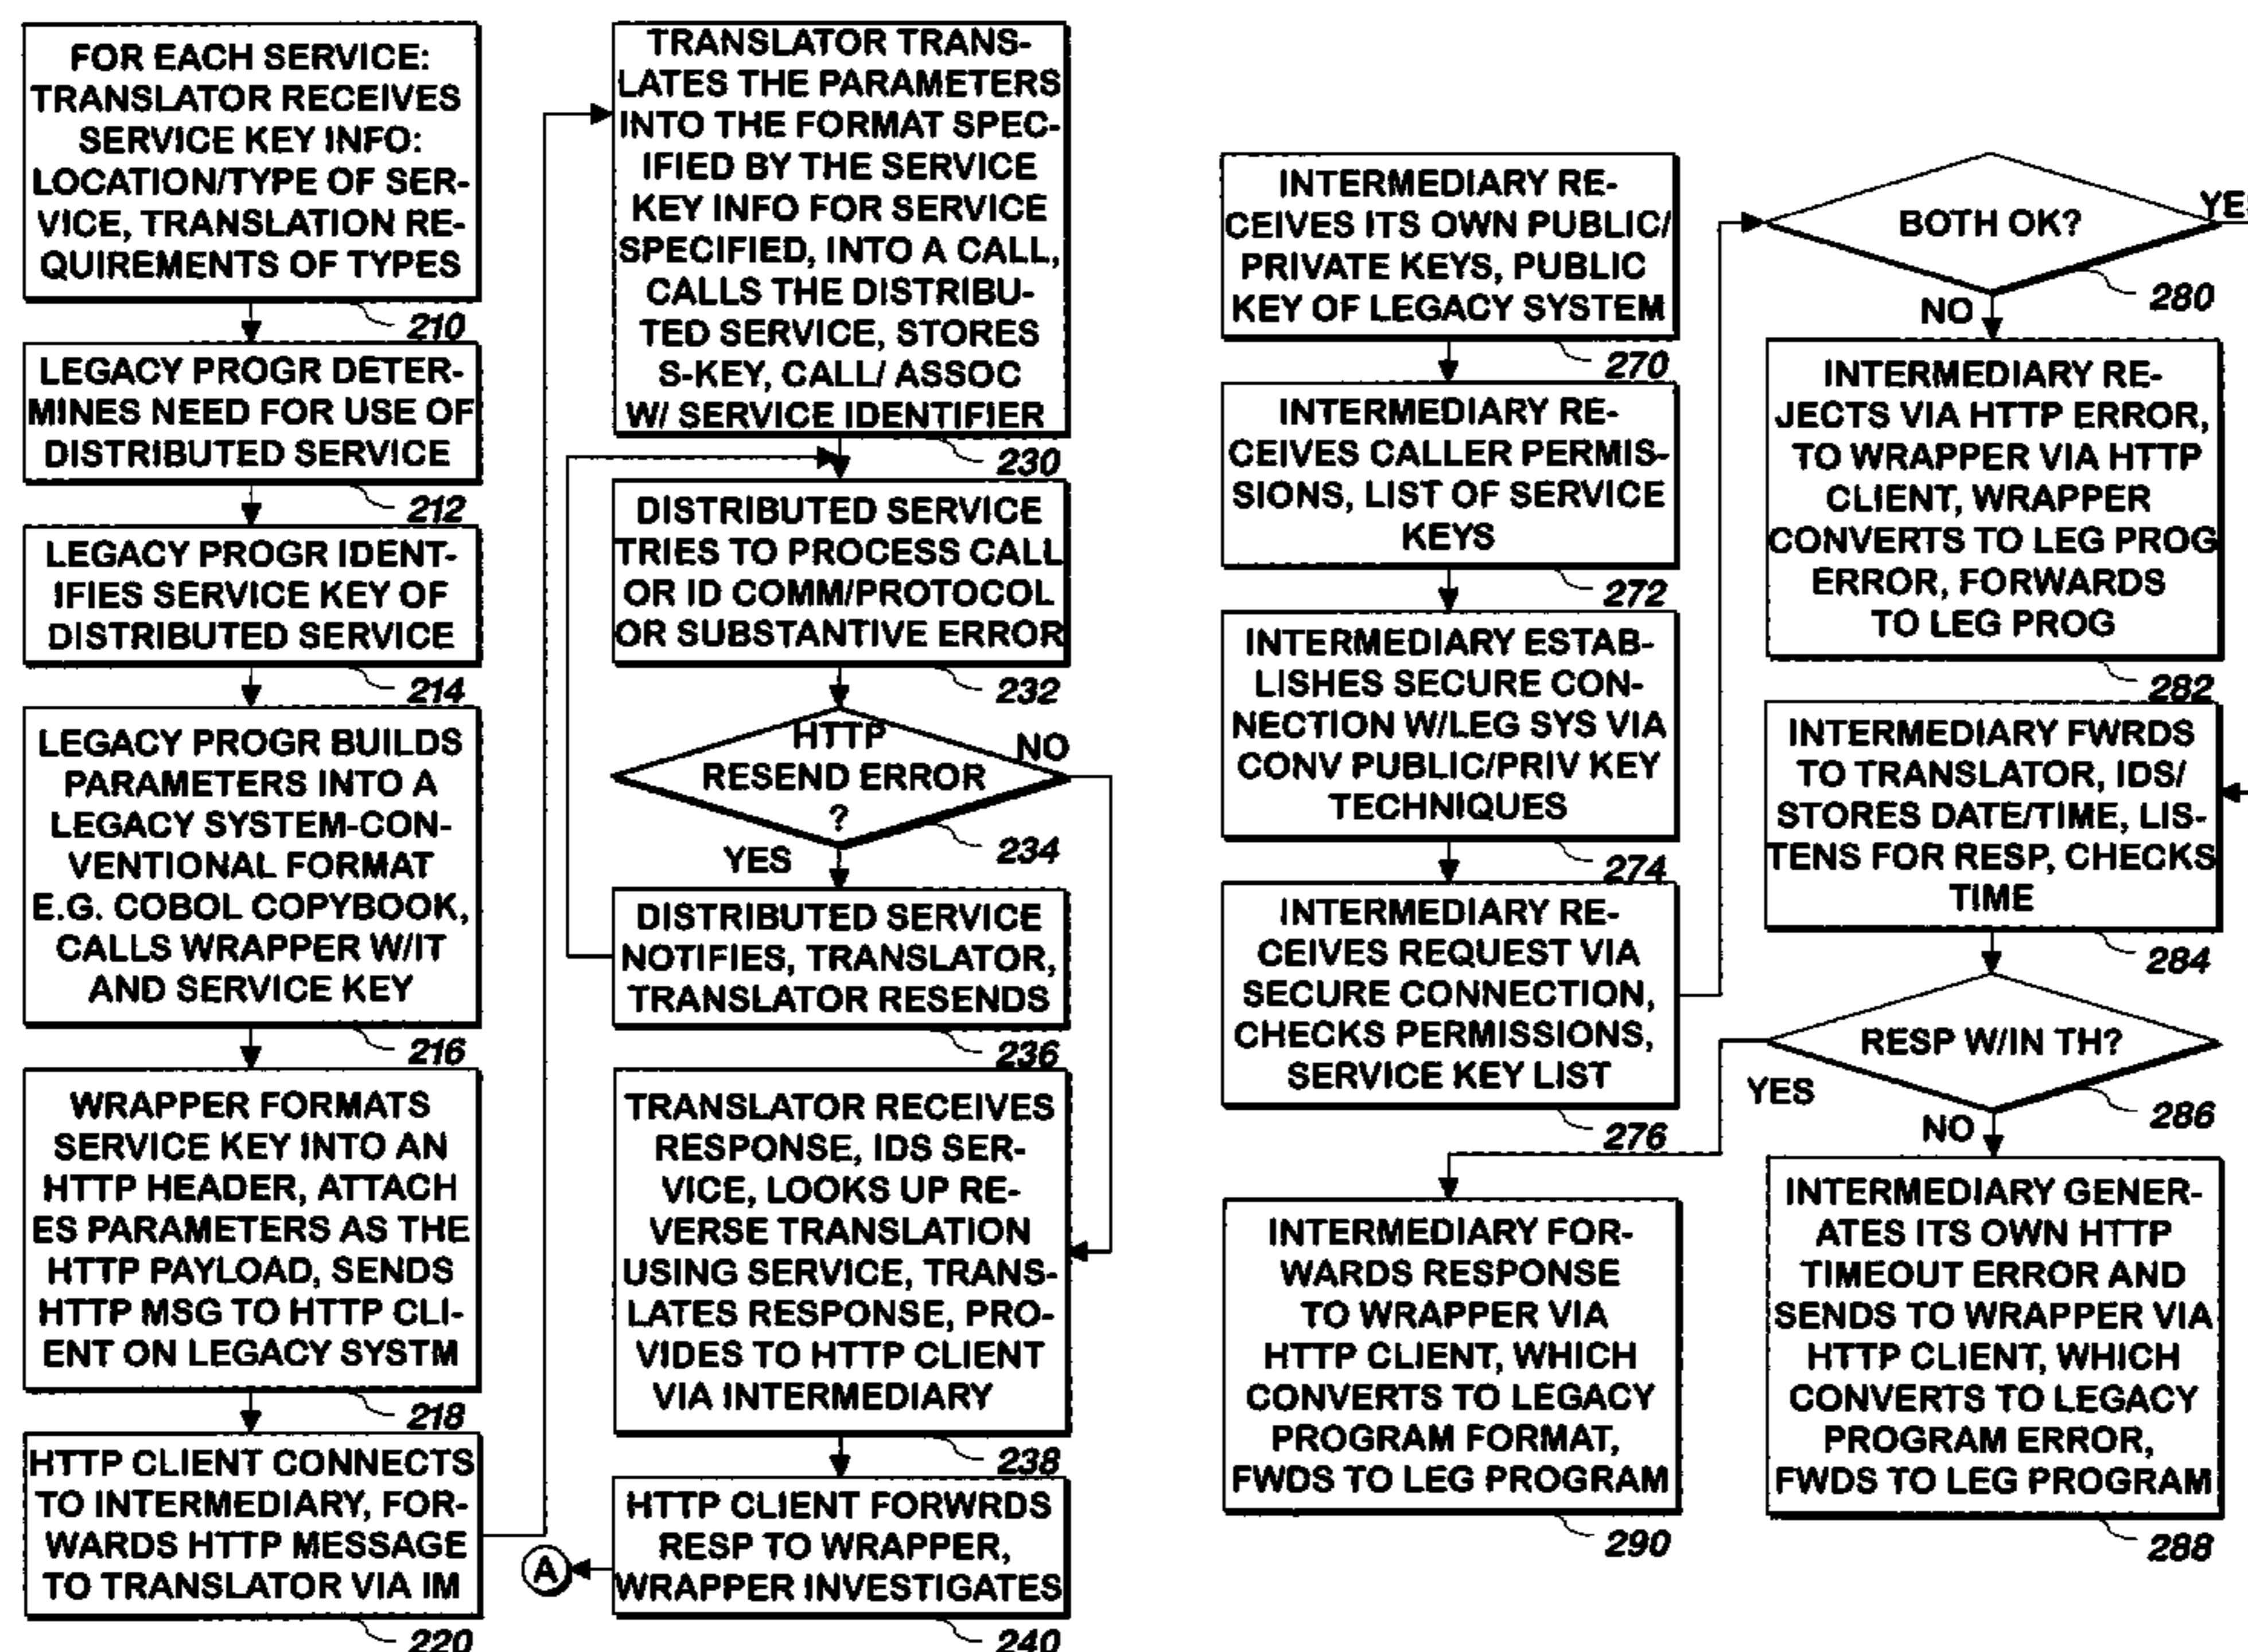 FOR EACH SERVICE:
TRANSLATOR RECEIVES
SERVICE KEY INFO:
LOCATION/TYPE OF SER-
VICE, TRANSLATION RE-
QUIREMENTS OF TYPES
210
LEGACY PROGR DETER-
MINES NEED FOR USE OF
DISTRIBUTED SERVICE
212
LEGACY PROGR IDENT-
IFIES SERVICE KEY OF
DISTRIBUTED SERVICE
214
LEGACY PROGR BUILDS
PARAMETERS INTO A
LEGACY SYSTEM-CON-
VENTIONAL FORMAT
E.G. COBOL COPYBOOK,
CALLS WRAPPER W/IT
AND SERVICE KEY
216
WRAPPER FORMATS
SERVICE KEY INTO AN
HTTP HEADER, ATTACH
ES PARAMETERS AS THE
HTTP PAYLOAD, SENDS
HTTP MSG TO HTTP CLI-
ENT ON LEGACY SYSTM
218
HTTP CLIENT CONNECTS
TO INTERMEDIARY, FOR-
WARDS HTTP MESSAGE
TO TRANSLATOR VIA IM
220
TRANSLATOR TRANS-
LATES THE PARAMETERS
INTO THE FORMAT SPEC-
IFIED BY THE SERVICE
KEY INFO FOR SERVICE
SPECIFIED, INTO A CALL,
CALLS THE DISTRIBU-
TED SERVICE, STORES
S-KEY, CALL/ ASSOC
W/ SERVICE IDENTIFIER
230
DISTRIBUTED SERVICE
TRIES TO PROCESS CALL
OR ID COMM/PROTOCOL
OR SUBSTANTIVE ERROR
232
HTTP
RESEND ERROR
?
NO
YES
234
DISTRIBUTED SERVICE
NOTIFIES, TRANSLATOR,
TRANSLATOR RESENDS
236
TRANSLATOR RECEIVES
RESPONSE, IDS SER-
VICE, LOOKS UP RE-
VERSE TRANSLATION
USING SERVICE, TRANS-
LATES RESPONSE, PRO-
VIDES TO HTTP CLIENT
VIA INTERMEDIARY
238
HTTP CLIENT FORWRDS
RESP TO WRAPPER,
WRAPPER INVESTIGATES
A
240
INTERMEDIARY RE-
CEIVES ITS OWN PUBLIC/
PRIVATE KEYS, PUBLIC
KEY OF LEGACY SYSTEM
270
INTERMEDIARY RE-
CEIVES CALLER PERMIS-
SIONS, LIST OF SERVICE
KEYS
272
INTERMEDIARY ESTAB-
LISHES SECURE CON-
NECTION W/LEG SYS VIA
CONV PUBLIC/PRIV KEY
TECHNIQUES
274
INTERMEDIARY RE-
CEIVES REQUEST VIA
SECURE CONNECTION,
CHECKS PERMISSIONS,
SERVICE KEY LIST
276
INTERMEDIARY FOR-
WARDS RESPONSE
TO WRAPPER VIA
HTTP CLIENT, WHICH
CONVERTS TO LEGACY
PROGRAM FORMAT,
FWDS TO LEG PROGRAM
290
BOTH OK?
YES
NO
280
INTERMEDIARY RE-
JECTS VIA HTTP ERROR,
TO WRAPPER VIA HTTP
CLIENT, WRAPPER
CONVERTS TO LEG PROG
ERROR, FORWARDS
TO LEG PROG
282
INTERMEDIARY FWRDS
TO TRANSLATOR, IDS/
STORES DATE/TIME, LIS-
TENS FOR RESP, CHECKS
TIME
284
RESP W/IN TH?
YES
NO
286
INTERMEDIARY GENER-
ATES ITS OWN HTTP
TIMEOUT ERROR AND
SENDS TO WRAPPER VIA
HTTP CLIENT, WHICH
CONVERTS TO LEGACY
PROGRAM ERROR,
FWDS TO LEG PROGRAM
288